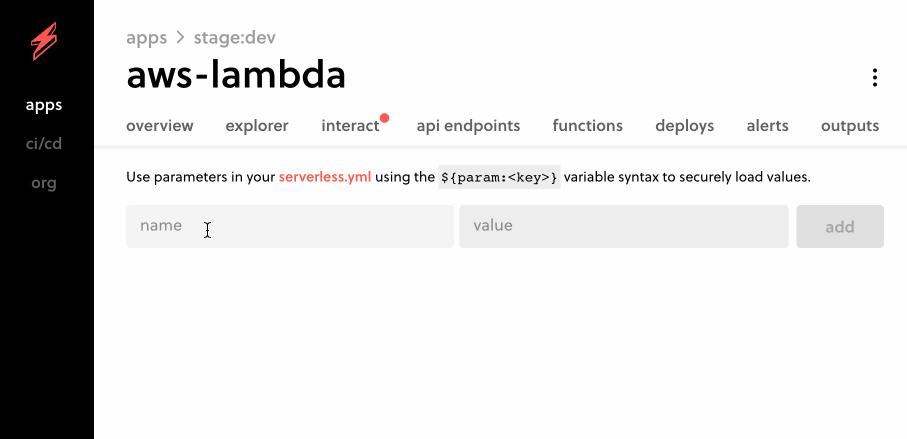 apps > stage:dev
aws-lambda
apps
ci/cd
org
overview explorer interact api endpoints functions deploys alerts outputs
Use parameters in your serverless.yml using the ${param:<key>} variable syntax to securely load values.
name value add